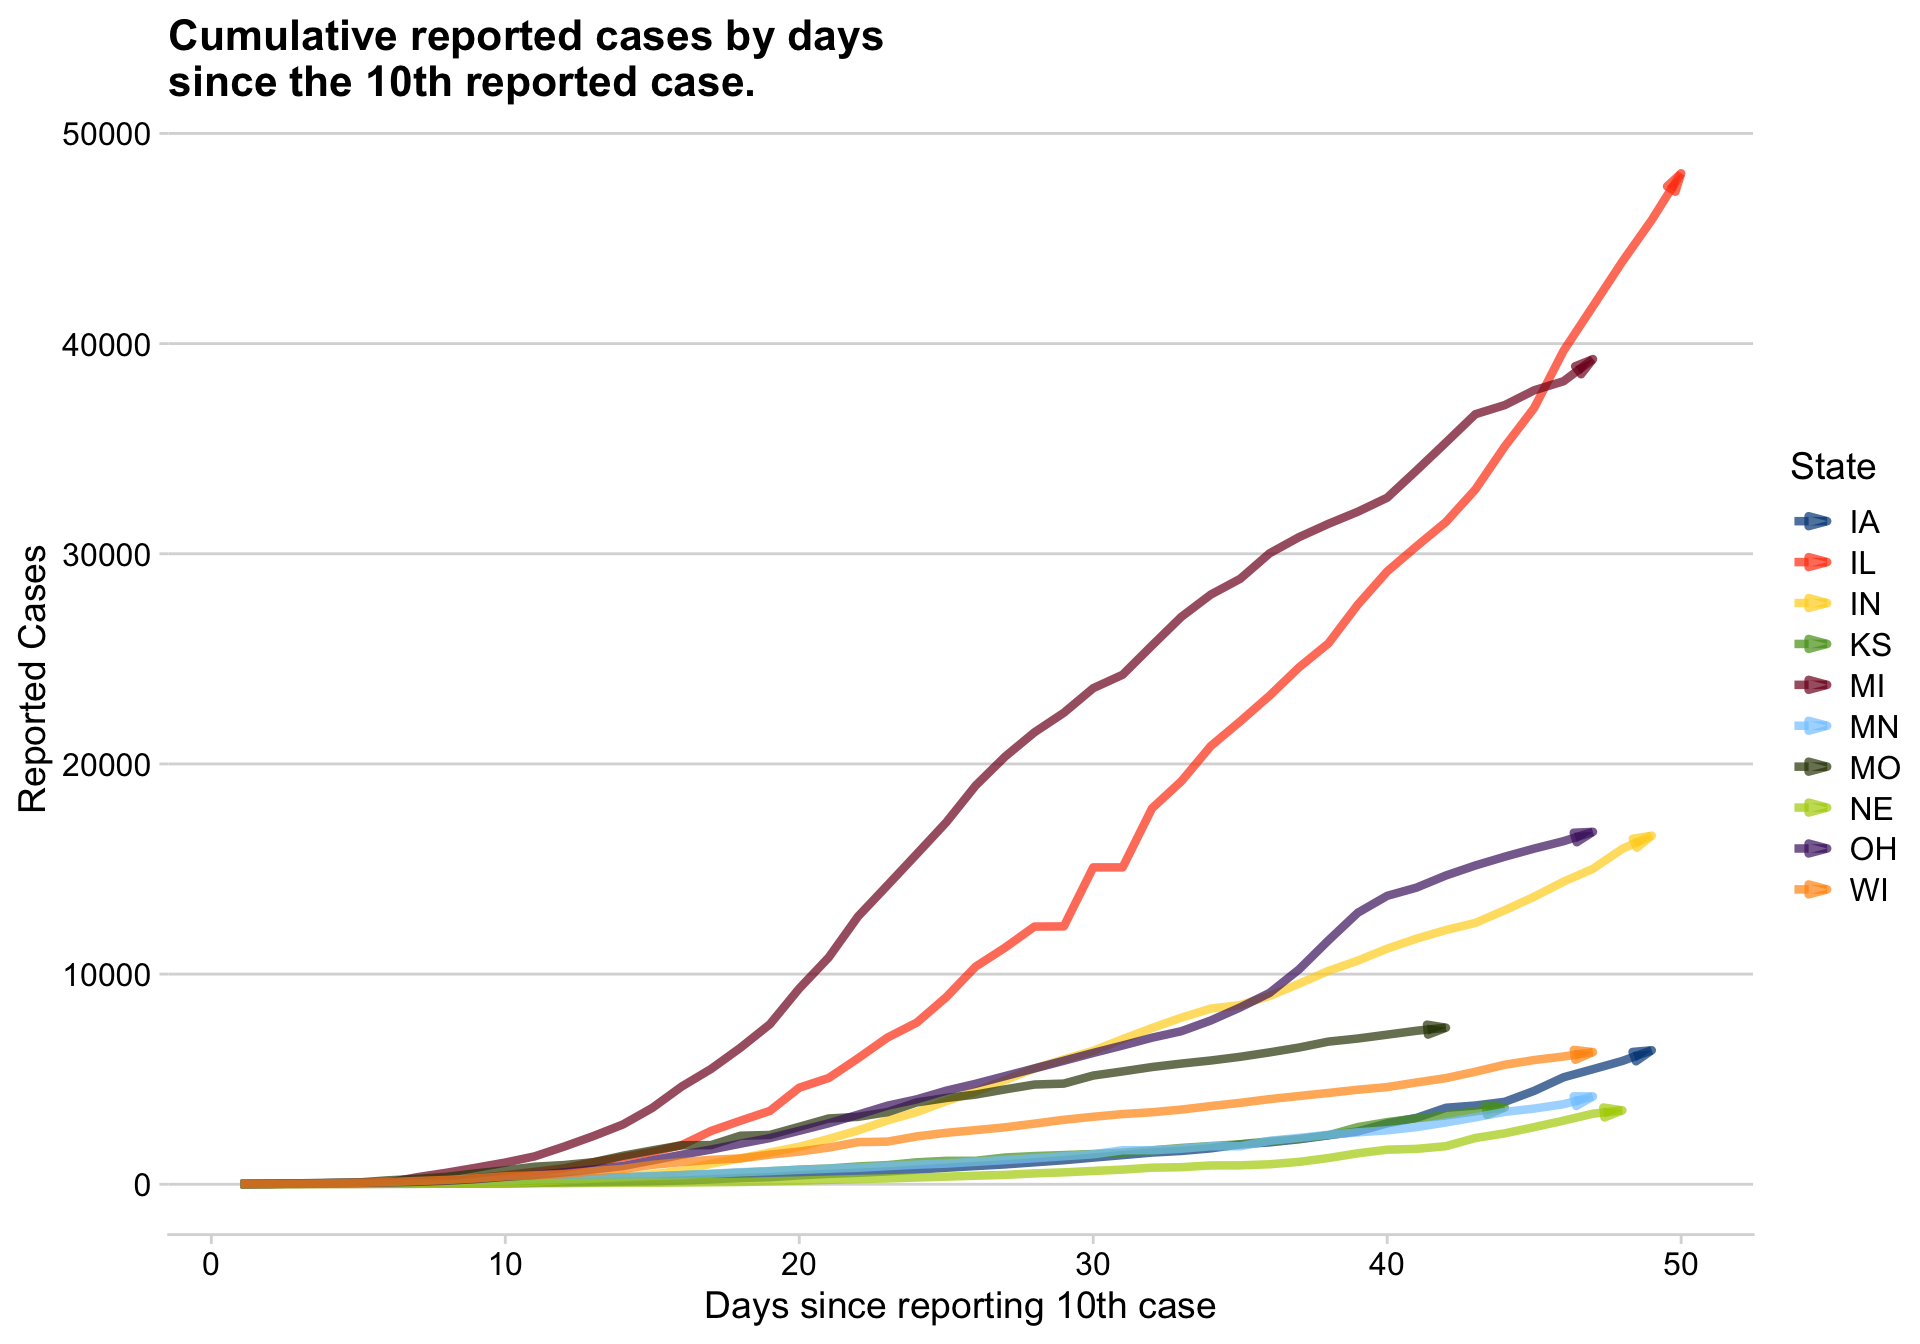 Cumulative reported cases by days
since the 10th reported case.
50000
40000
30000
20000
10000
0
Reported Cases
0 10 20 30 40 50
Days since reporting 10th case
State
IA
IL
IN
KS
MI
MN
MO
NE
OH
WI